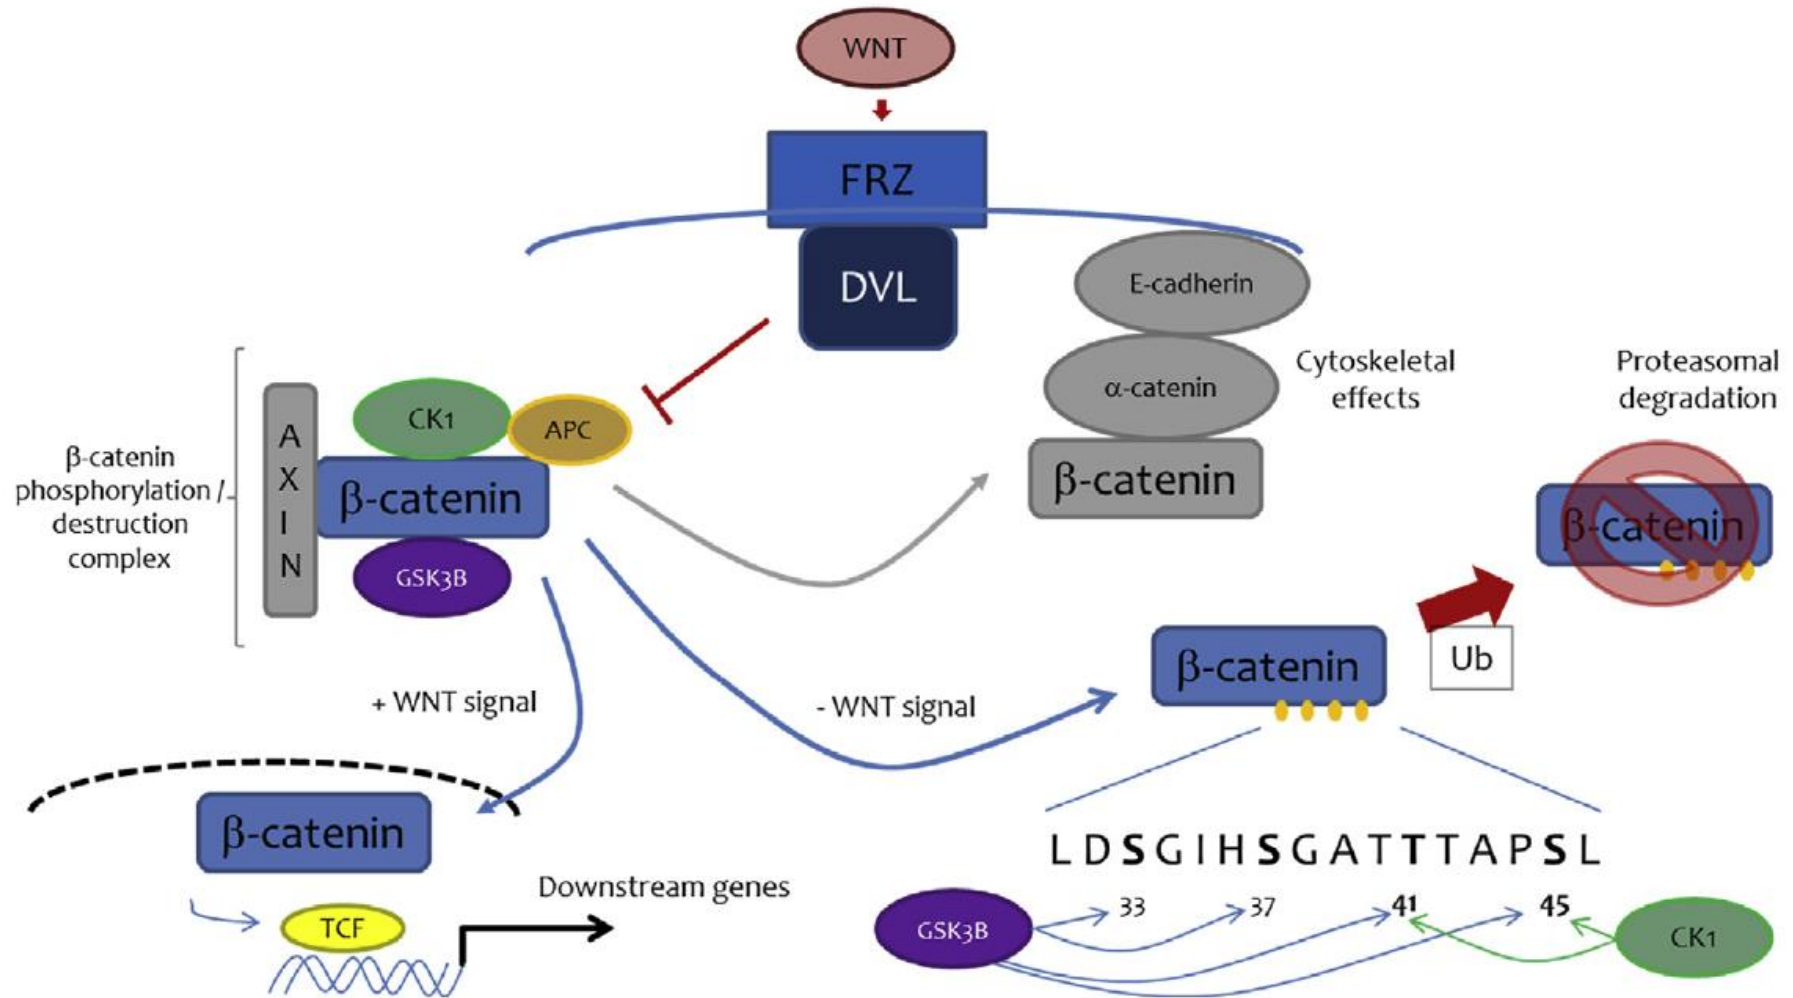 WNT
FRZ
DVL
E-cadherin
α-catenin
β-catenin
Cytoskeletal
effects
Proteasomal
degradation
β-catenin
β-catenin
phosphorylation /
destruction
complex
A
X
I
N
CK1
APC
β-catenin
GSK3B
+ WNT signal
- WNT signal
β-catenin
Ub
β-catenin
TCF
Downstream genes
L D S G I H S G A T T T A P S L
33 37 41 45
GSK3B
CK1